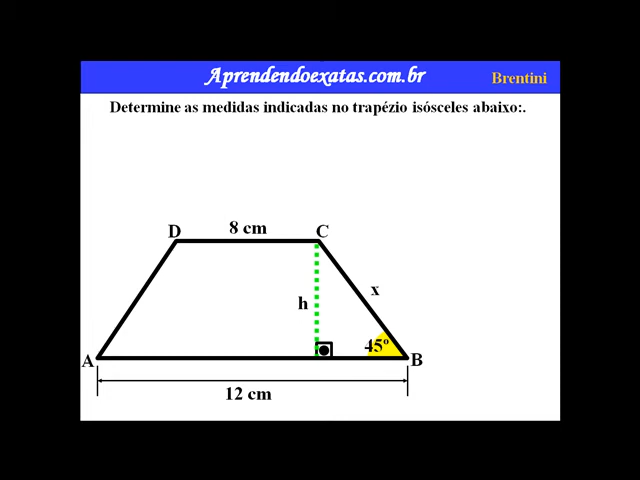 Aprendendoexatas.com.br
Brentini
Determine as medidas indicadas no trapézio isósceles abaixo:.
D
8 cm
C
h
x
45º
A
B
12 cm